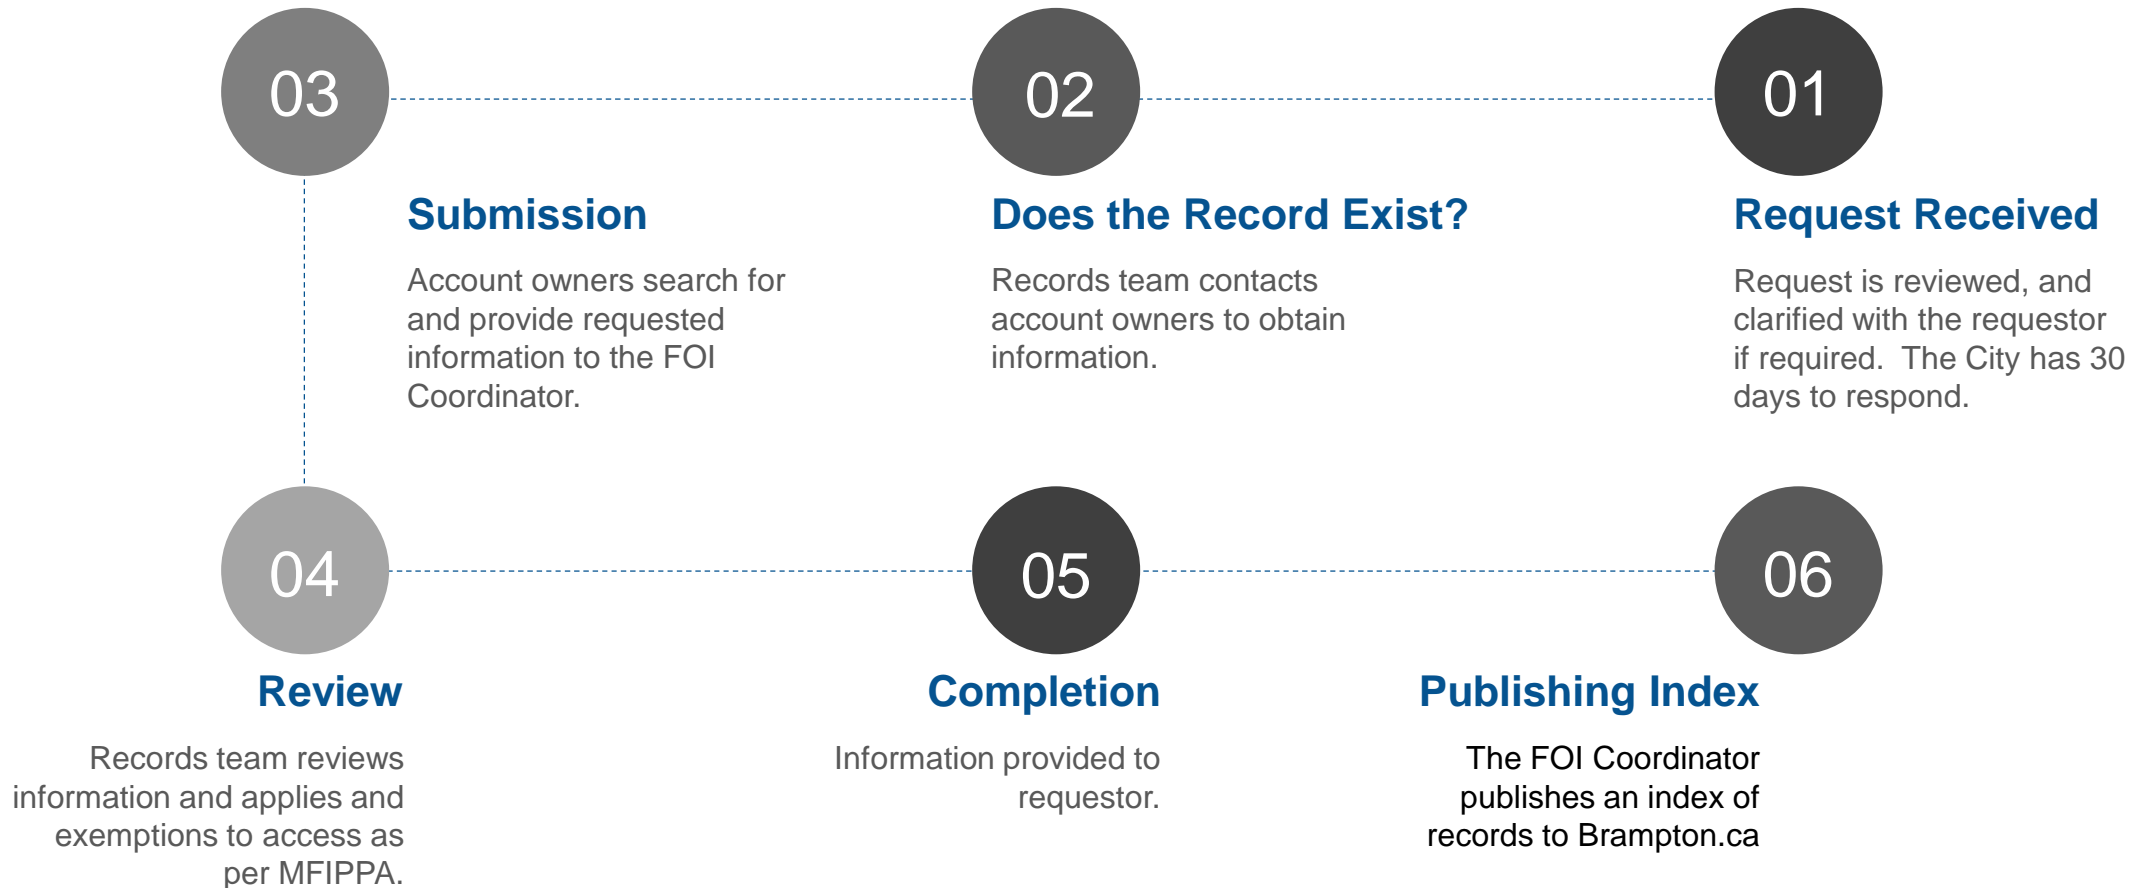 03
02
01
Submission
Account owners search for
and provide requested
information to the FOI
Coordinator.
Does the Record Exist?
Records team contacts
account owners to obtain
information.
Request Received
Request is reviewed, and
clarified with the requestor
if required.  The City has 30
days to respond.
04
05
06
Review
Records team reviews
information and applies and
exemptions to access as
per MFIPPA.
Completion
Information provided to
requestor.
Publishing Index
The FOI Coordinator
publishes an index of
records to Brampton.ca